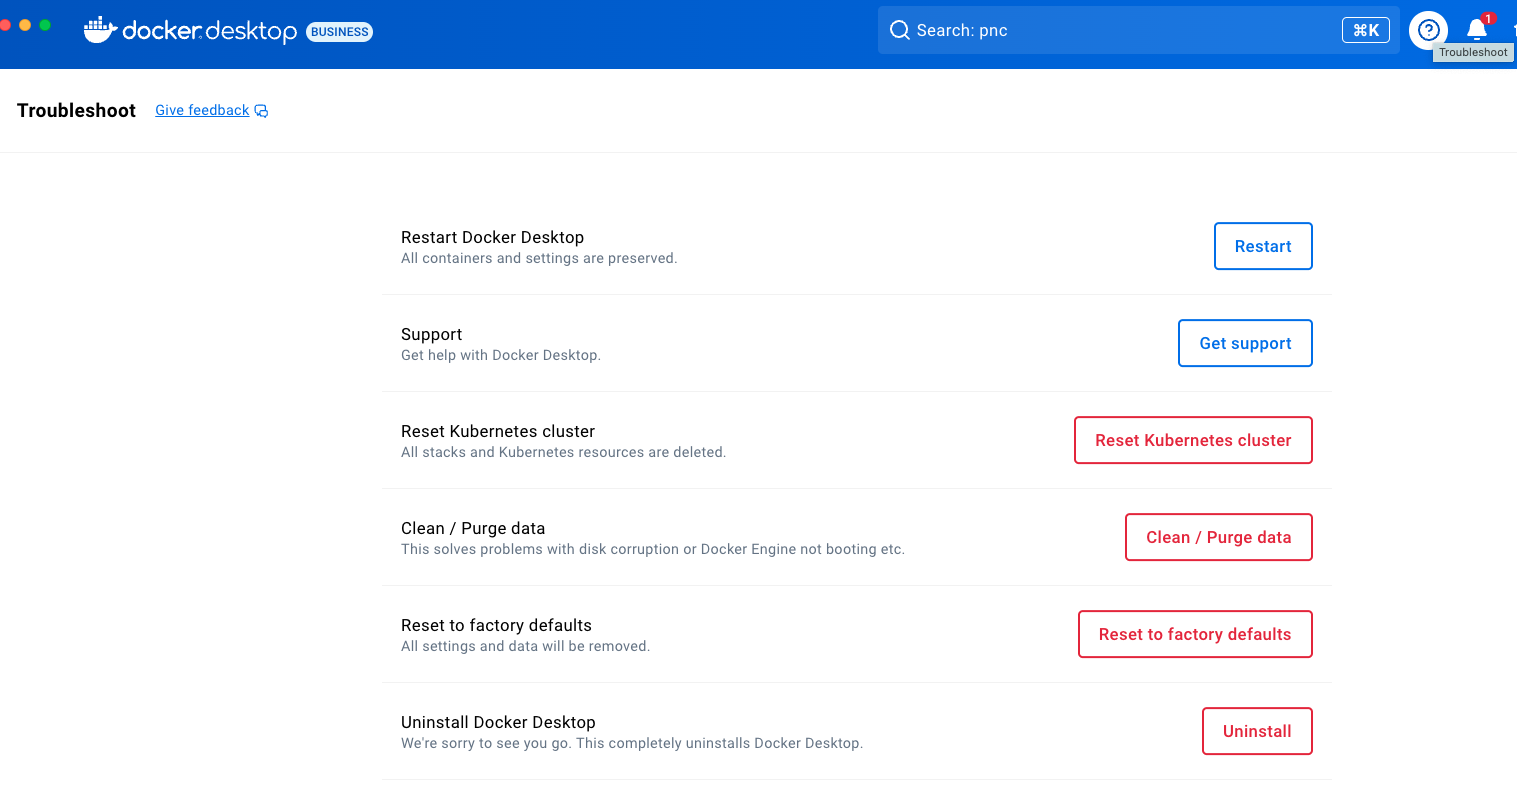 docker desktop BUSINESS
Search: pnc
⌘K
1
Troubleshoot
Troubleshoot Give feedback
Restart Docker Desktop
All containers and settings are preserved.
Restart
Support
Get help with Docker Desktop.
Get support
Reset Kubernetes cluster
All stacks and Kubernetes resources are deleted.
Reset Kubernetes cluster
Clean / Purge data
This solves problems with disk corruption or Docker Engine not booting etc.
Clean / Purge data
Reset to factory defaults
All settings and data will be removed.
Reset to factory defaults
Uninstall Docker Desktop
We're sorry to see you go. This completely uninstalls Docker Desktop.
Uninstall